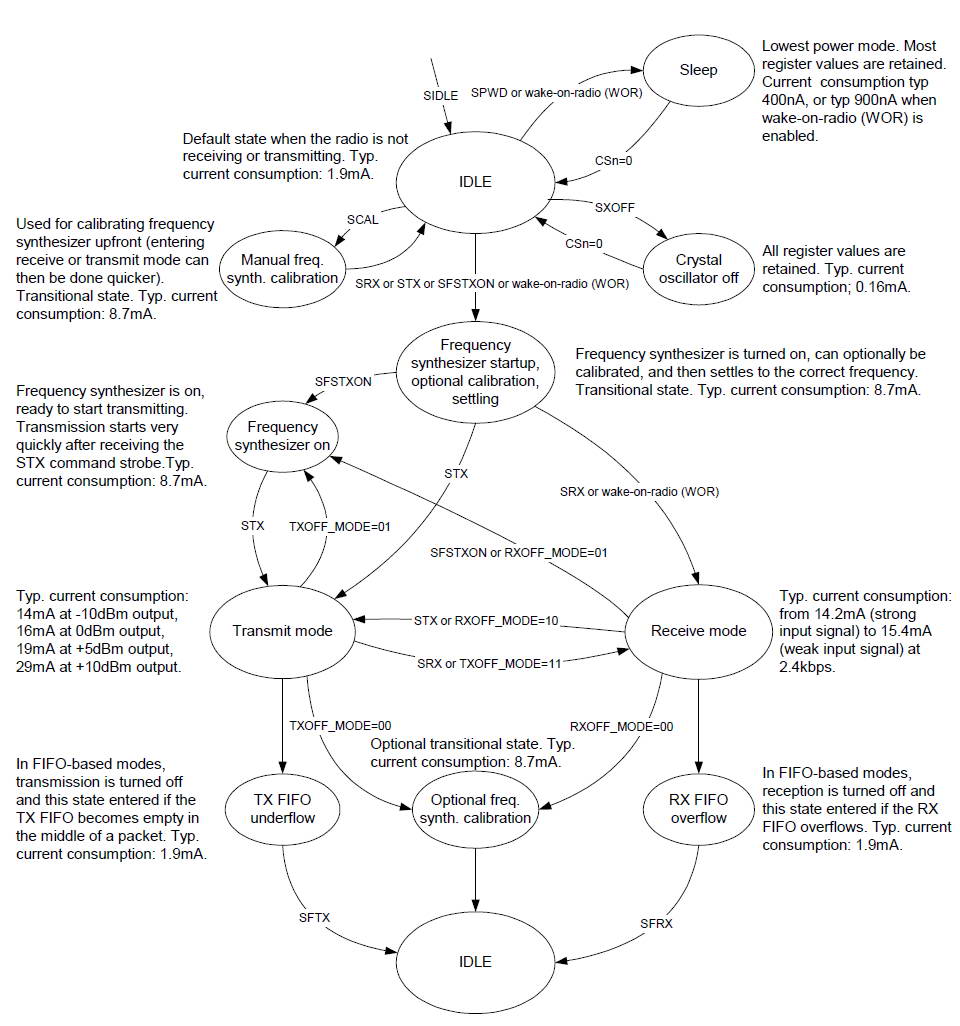 Sleep
Lowest power mode. Most
register values are retained.
Current  consumption typ
400nA, or typ 900nA when
wake-on-radio (WOR) is
enabled.
SIDLE
SPWD or wake-on-radio (WOR)
Default state when the radio is not
receiving or transmitting. Typ.
current consumption: 1.9mA.
CSn=0
IDLE
SCAL
SXOFF
Used for calibrating frequency
synthesizer upfront (entering
receive or transmit mode can
then be done quicker).
Transitional state. Typ. current
consumption: 8.7mA.
Manual freq.
synth. calibration
CSn=0
Crystal
oscillator off
All register values are
retained. Typ. current
consumption; 0.16mA.
SRX or STX or SFSTXON or wake-on-radio (WOR)
Frequency
synthesizer startup,
optional calibration,
settling
Frequency synthesizer is turned on, can optionally be
calibrated, and then settles to the correct frequency.
Transitional state. Typ. current consumption: 8.7mA.
SFSTXON
Frequency synthesizer is on,
ready to start transmitting.
Transmission starts very
quickly after receiving the
STX command strobe.Typ.
current consumption: 8.7mA.
Frequency
synthesizer on
STX
SRX or wake-on-radio (WOR)
STX
TXOFF_MODE=01
SFSTXON or RXOFF_MODE=01
Typ. current consumption:
14mA at -10dBm output,
16mA at 0dBm output,
19mA at +5dBm output,
29mA at +10dBm output.
Transmit mode
STX or RXOFF_MODE=10
SRX or TXOFF_MODE=11
Receive mode
Typ. current consumption:
from 14.2mA (strong
input signal) to 15.4mA
(weak input signal) at
2.4kbps.
TXOFF_MODE=00
RXOFF_MODE=00
Optional transitional state. Typ.
current consumption: 8.7mA.
In FIFO-based modes,
transmission is turned off
and this state entered if the
TX FIFO becomes empty in
the middle of a packet. Typ.
current consumption: 1.9mA.
TX FIFO
underflow
Optional freq.
synth. calibration
RX FIFO
overflow
In FIFO-based modes,
reception is turned off and
this state entered if the RX
FIFO overflows. Typ. current
consumption: 1.9mA.
SFTX
SFRX
IDLE